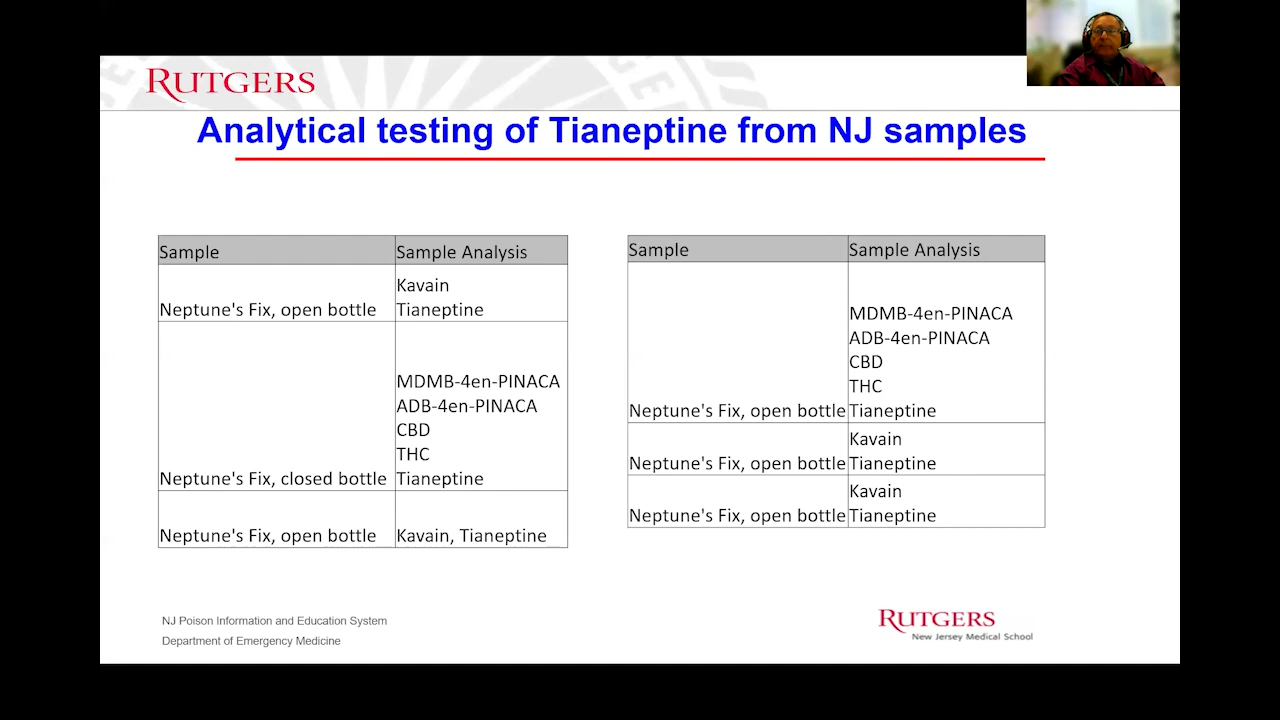 RUTGERS
Analytical testing of Tianeptine from NJ samples
Sample Sample Analysis
Kavain
Neptune's Fix, open bottle Tianeptine
MDMB-4en-PINACA
ADB-4en-PINACA
CBD
THC
Neptune's Fix, closed bottle Tianeptine
Neptune's Fix, open bottle Kavain, Tianeptine
Sample Sample Analysis
MDMB-4en-PINACA
ADB-4en-PINACA
CBD
THC
Neptune's Fix, open bottle Tianeptine
Kavain
Neptune's Fix, open bottle Tianeptine
Kavain
Neptune's Fix, open bottle Tianeptine
NJ Poison Information and Education System
Department of Emergency Medicine
RUTGERS
New Jersey Medical School